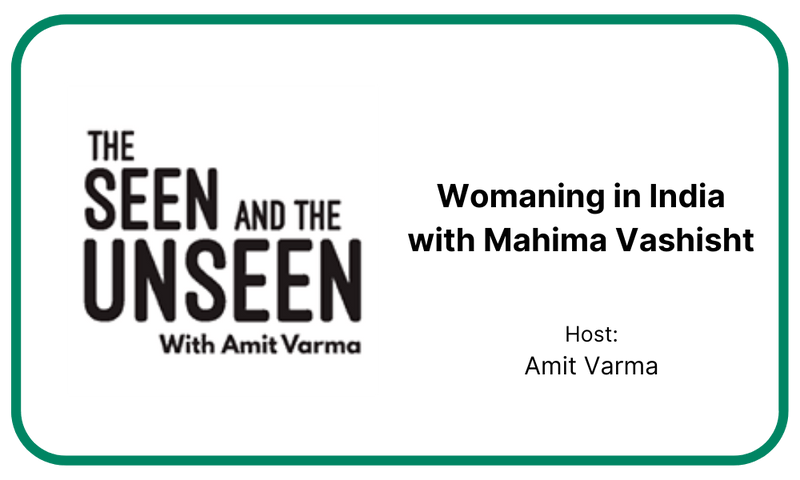 THE
SEEN AND THE
UNSEEN
With Amit Varma
Womaning in India
with Mahima Vashisht
Host:
Amit Varma